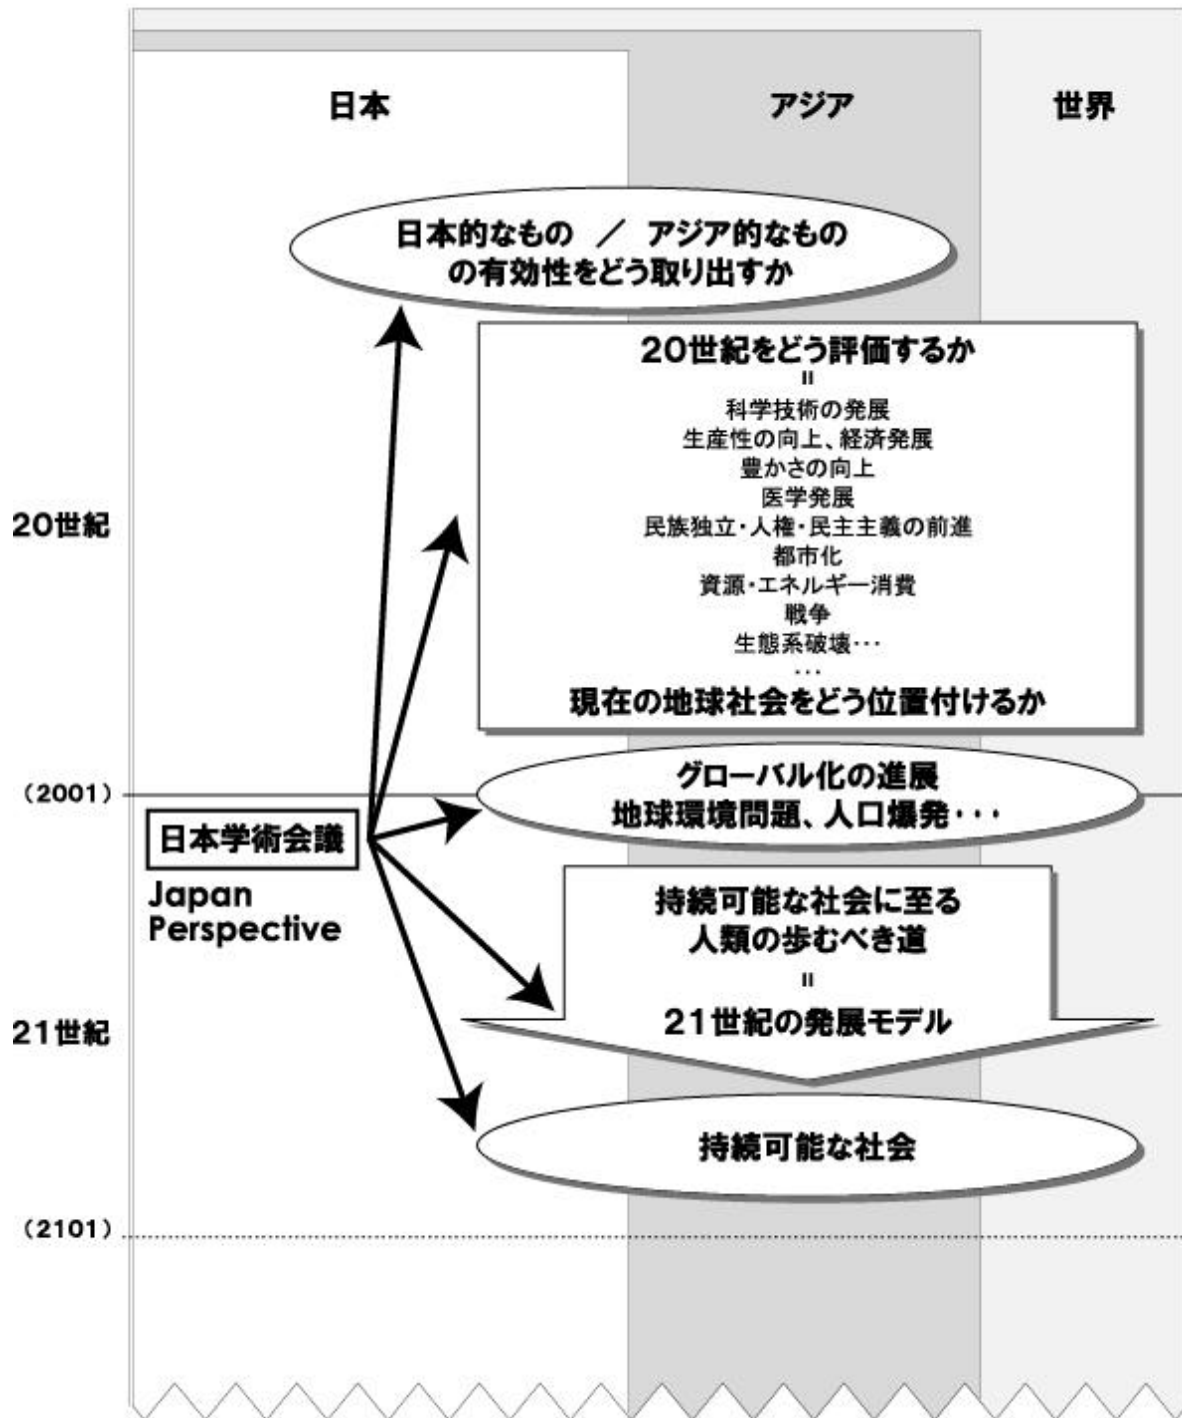 日本
アジア
世界
日本的なもの ／ アジア的なもの
の有効性をどう取り出すか
20世紀をどう評価するか
＝
科学技術の発展
生産性の向上、経済発展
豊かさの向上
医学発展
民族独立・人権・民主主義の前進
都市化
資源・エネルギー消費
戦争
生態系破壊･･･
･･･
現在の地球社会をどう位置付けるか
20世紀
（2001）
グローバル化の進展
地球環境問題、人口爆発･･･
日本学術会議
Japan
Perspective
持続可能な社会に至る
人類の歩むべき道
＝
21世紀の発展モデル
21世紀
持続可能な社会
（2101）